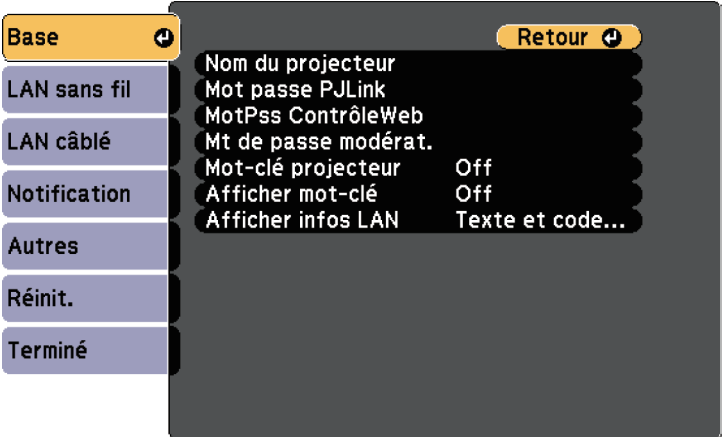 Base
LAN sans fil
LAN câblé
Notification
Autres
Réinit.
Terminé
Retour
Nom du projecteur
Mot passe PJLink
MotPss ContrôleWeb
Mt de passe modérat.
Mot-clé projecteur Off
Afficher mot-clé Off
Afficher infos LAN Texte et code...